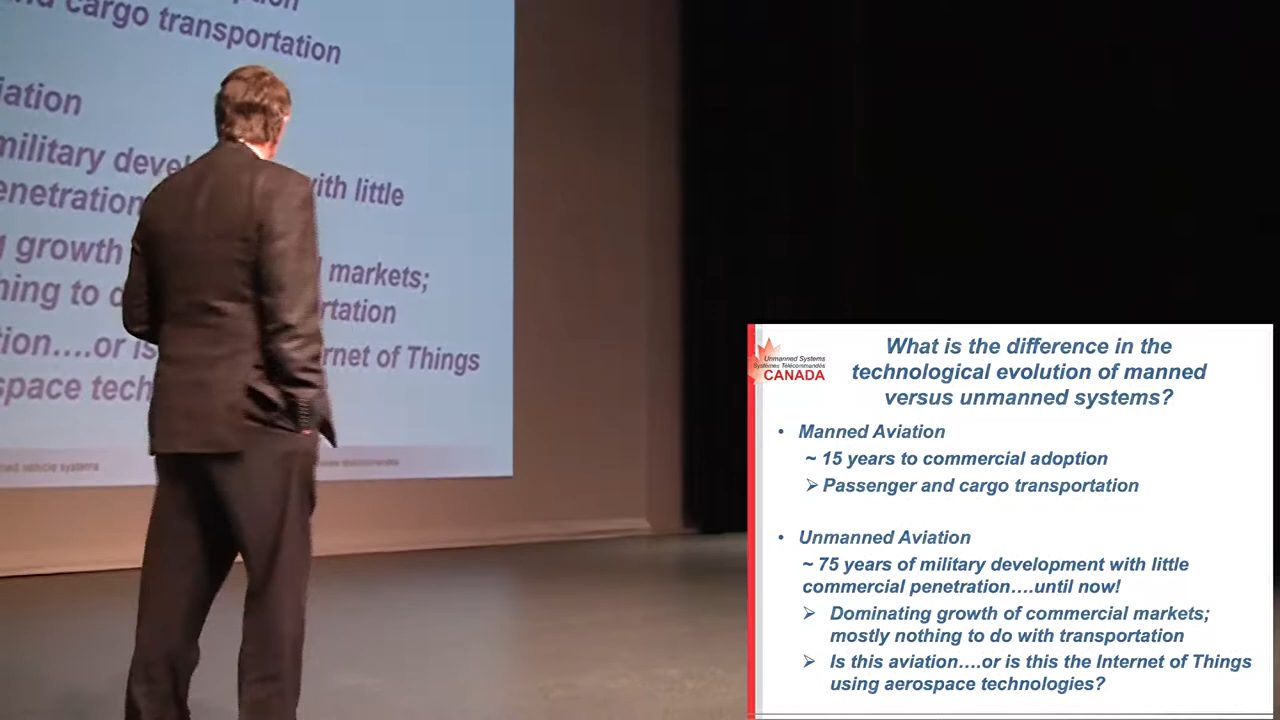 nd cargo transportation
iation
military deve
with little
enetration
growth
markets;
hing to
rtation
tion....or is
rnet of Things
space tech
Unmanned Systems
Systèmes Télécommandés
CANADA
What is the difference in the
technological evolution of manned
versus unmanned systems?
• Manned Aviation
~ 15 years to commercial adoption
➢ Passenger and cargo transportation
• Unmanned Aviation
~ 75 years of military development with little
commercial penetration....until now!
➢ Dominating growth of commercial markets;
mostly nothing to do with transportation
➢ Is this aviation....or is this the Internet of Things
using aerospace technologies?